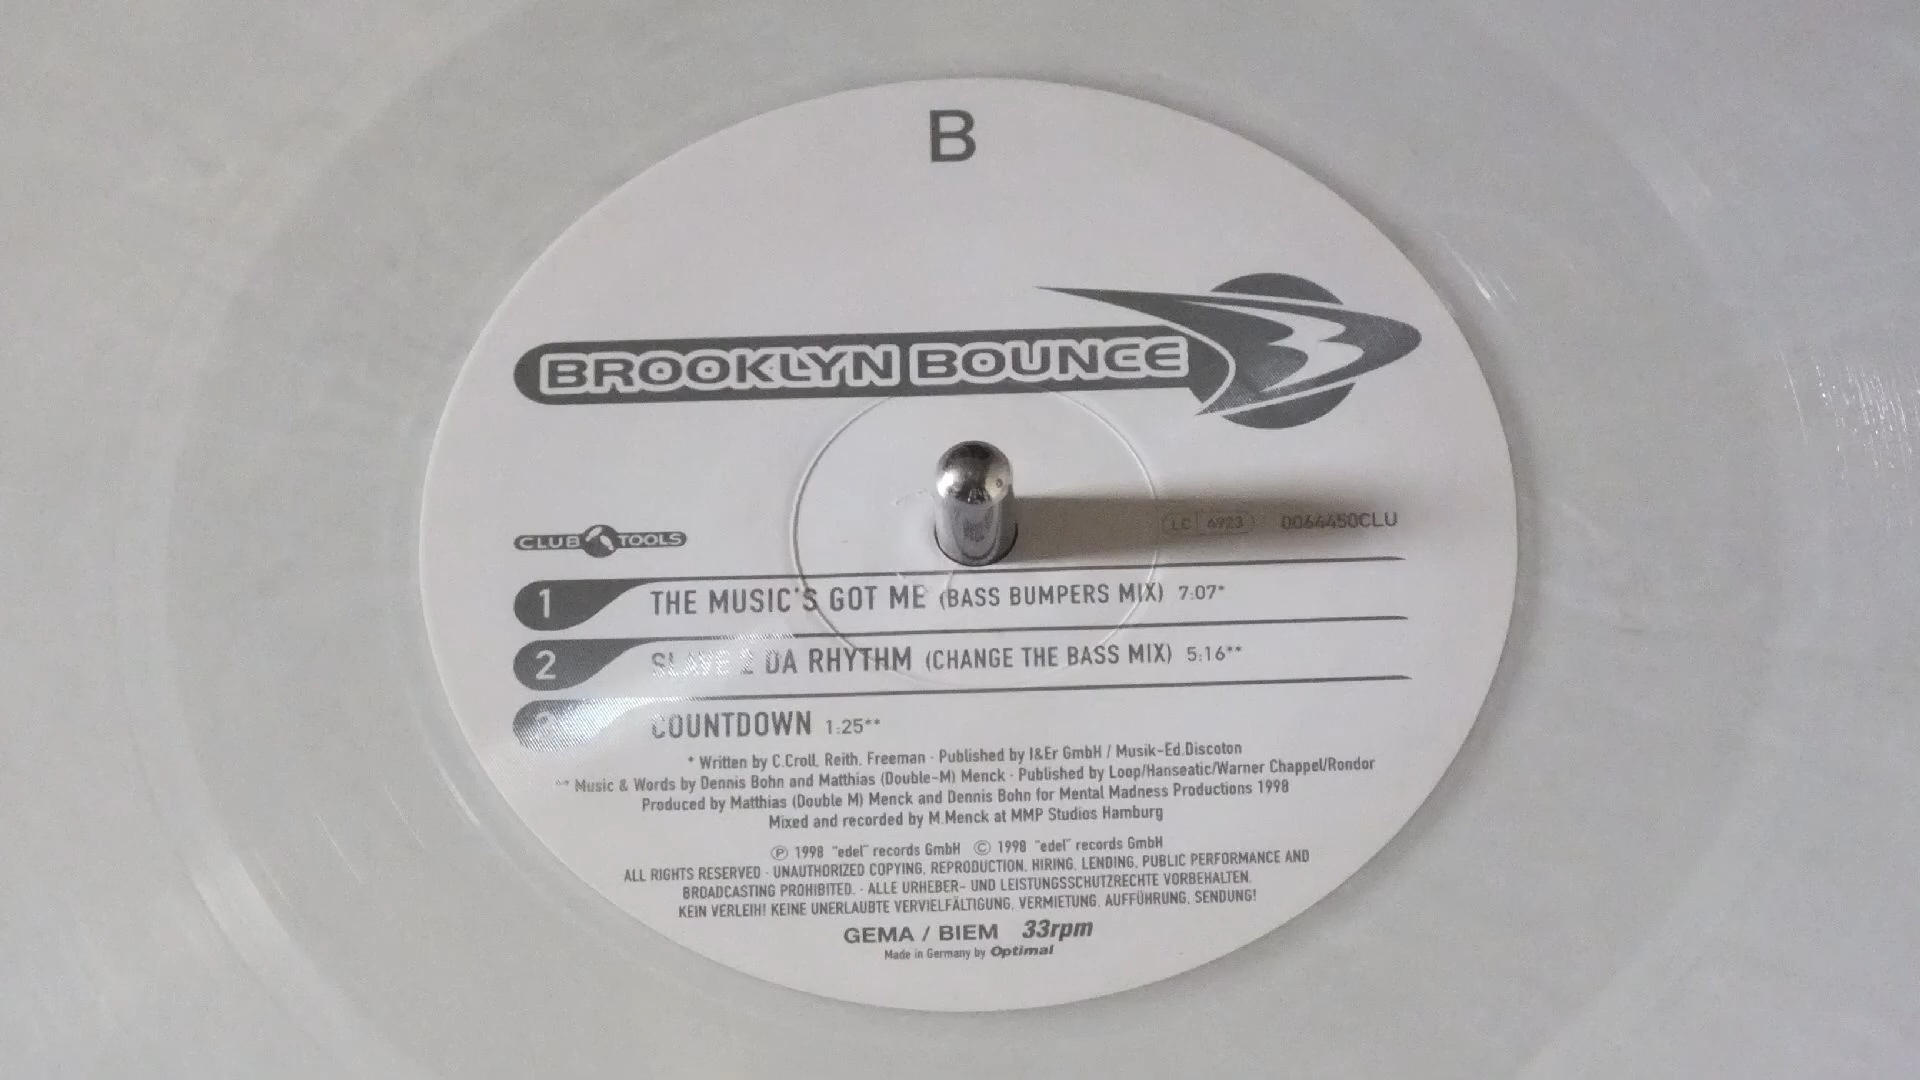 B
BROOKLYN BOUNCE
CLUB TOOLS
LC 6923 0064450CLU
1 THE MUSIC'S GOT ME (BASS BUMPERS MIX) 7:07*
2 SLAVE 2 DA RHYTHM (CHANGE THE BASS MIX) 5:16**
3 COUNTDOWN 1:25**
* Written by C.Croll, Reith. Freeman · Published by I&Er GmbH / Musik-Ed.Discoton
** Music & Words by Dennis Bohn and Matthias (Double-M) Menck · Published by Loop/Hanseatic/Warner Chappel/Rondor
Produced by Matthias (Double M) Menck and Dennis Bohn for Mental Madness Productions 1998
Mixed and recorded by M.Menck at MMP Studios Hamburg
Ⓟ 1998 "edel" records GmbH © 1998 "edel" records GmbH
ALL RIGHTS RESERVED · UNAUTHORIZED COPYING, REPRODUCTION, HIRING, LENDING, PUBLIC PERFORMANCE AND
BROADCASTING PROHIBITED. · ALLE URHEBER- UND LEISTUNGSSCHUTZRECHTE VORBEHALTEN.
KEIN VERLEIH! KEINE UNERLAUBTE VERVIELFÄLTIGUNG, VERMIETUNG, AUFFÜHRUNG, SENDUNG!
GEMA / BIEM 33rpm
Made in Germany by Optimal